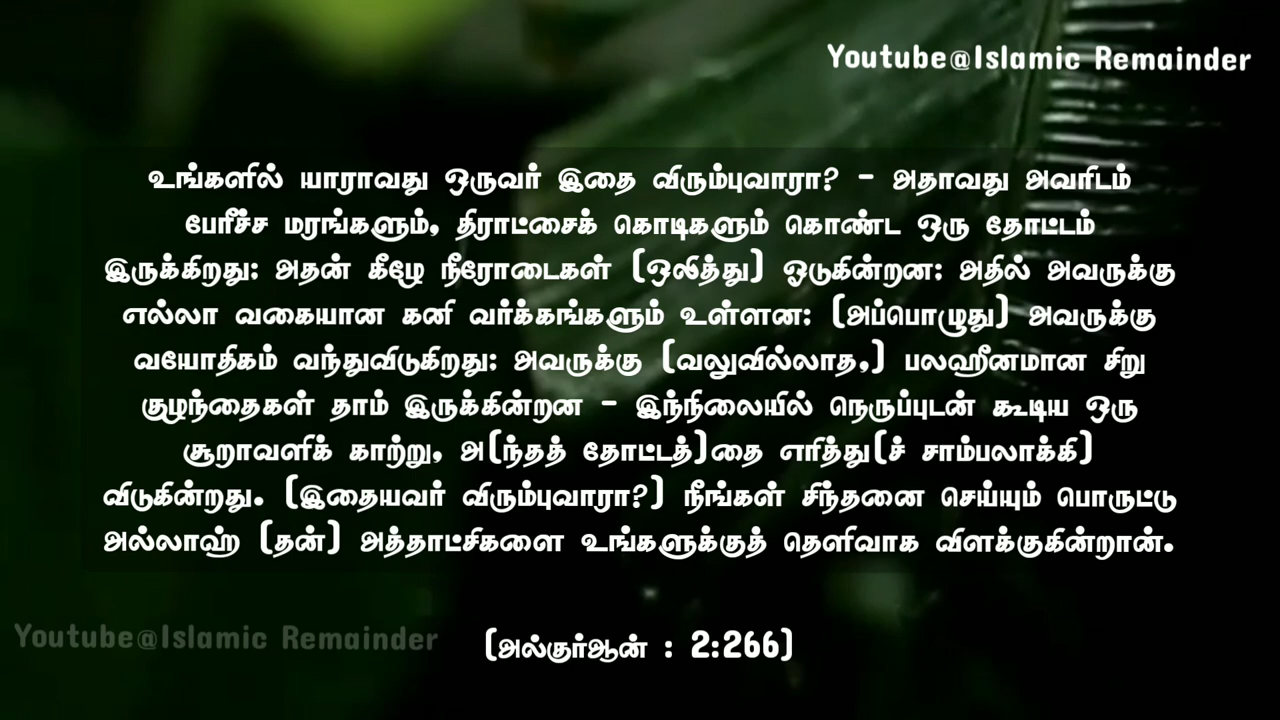 Youtube@Islamic Remainder
உங்களில் யாராவது ஒருவர் இதை விரும்புவாரா? - அதாவது அவரிடம்
பேரீச்ச மரங்களும், திராட்சைக் கொடிகளும் கொண்ட ஒரு தோட்டம்
இருக்கிறது: அதன் கீழே நீரோடைகள் (ஒலித்து) ஓடுகின்றன: அதில் அவருக்கு
எல்லா வகையான கனி வர்க்கங்களும் உள்ளன: (அப்பொழுது) அவருக்கு
வயோதிகம் வந்துவிடுகிறது: அவருக்கு (வலுவில்லாத,) பலஹீனமான சிறு
குழந்தைகள் தாம் இருக்கின்றன - இந்நிலையில் நெருப்புடன் கூடிய ஒரு
சூறாவளிக் காற்று, அ(ந்தத் தோட்டத்)தை எரித்து(ச் சாம்பலாக்கி)
விடுகின்றது. (இதையவர் விரும்புவாரா?) நீங்கள் சிந்தனை செய்யும் பொருட்டு
அல்லாஹ் (தன்) அத்தாட்சிகளை உங்களுக்குத் தெளிவாக விளக்குகின்றான்.
Youtube@Islamic Remainder
(அல்குர்ஆன் : 2:266)